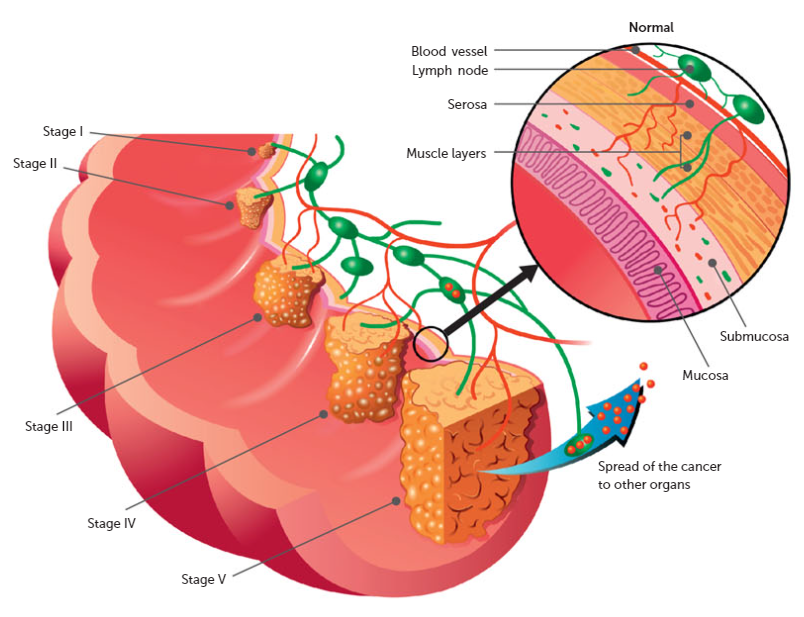 Normal
Blood vessel
Lymph node
Serosa
Muscle layers
Submucosa
Mucosa
Stage I
Stage II
Stage III
Stage IV
Stage V
Spread of the cancer
to other organs